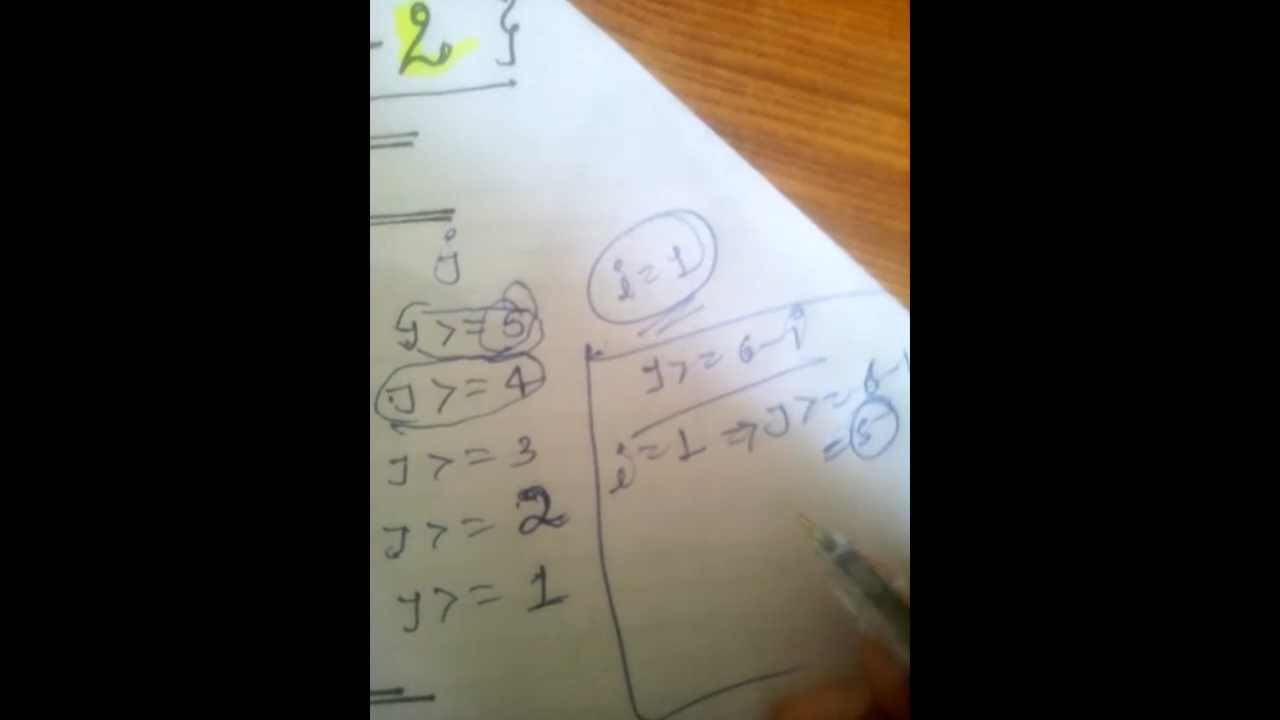 - 2 }
j
j >= 5
j >= 4
j >= 3
j >= 2
j >= 1
i = 1
j >= 6-i
i = 1 => j >= 6-1
= 5